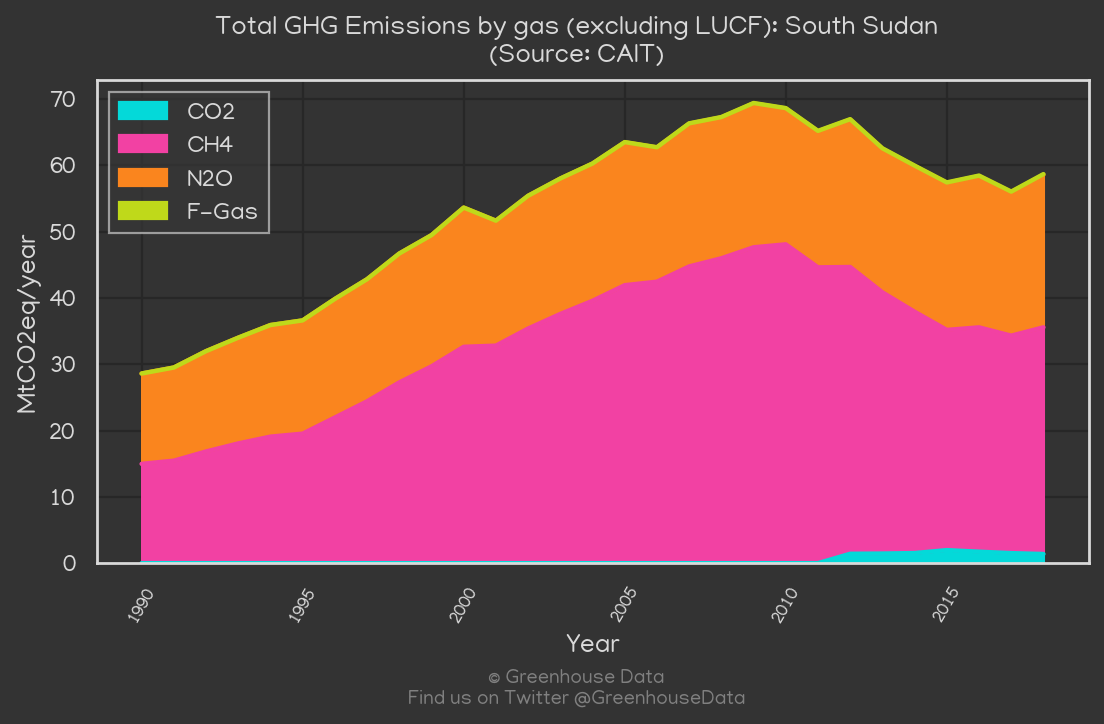 Total GHG Emissions by gas (excluding LUCF): South Sudan
(Source: CAIT)
CO2
CH4
N2O
F-Gas
MtCO2eq/year
70
60
50
40
30
20
10
0
1990
1995
2000
2005
2010
2015
Year
© Greenhouse Data
Find us on Twitter @GreenhouseData